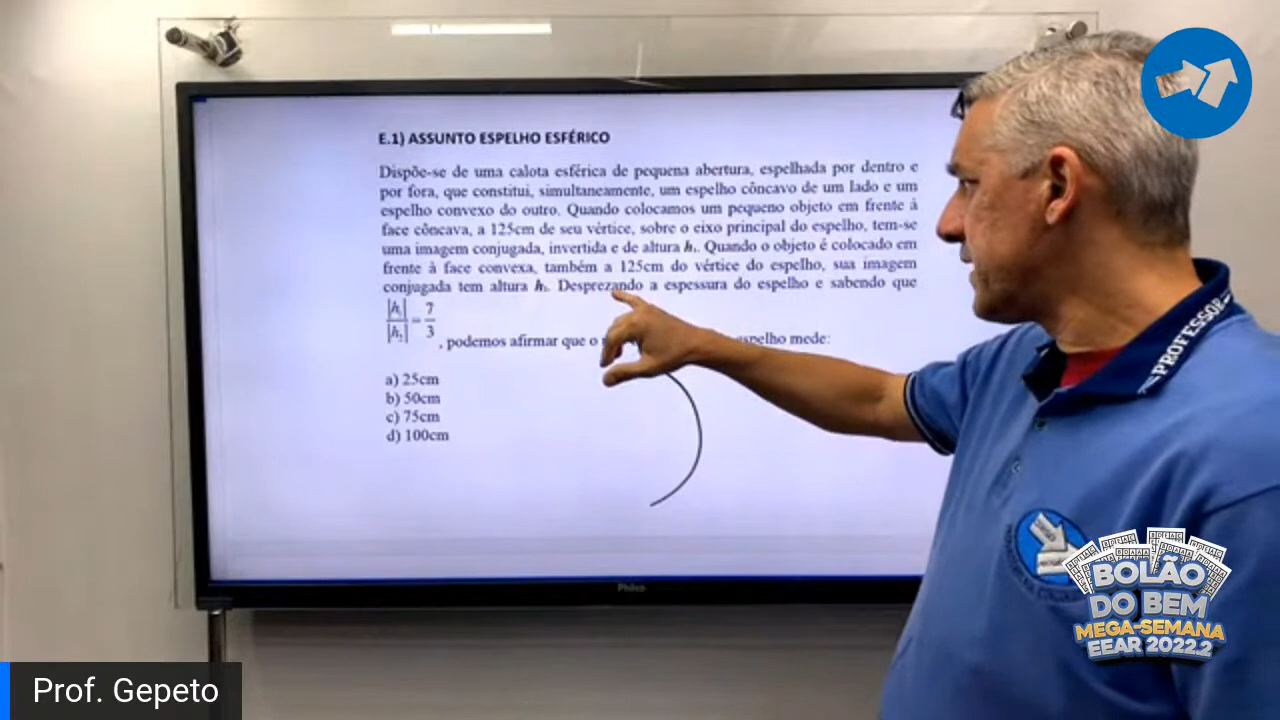 E.1) ASSUNTO ESPELHO ESFÉRICO
Dispõe-se de uma calota esférica de pequena abertura, espelhada por dentro e
por fora, que constitui, simultaneamente, um espelho côncavo de um lado e um
espelho convexo do outro. Quando colocamos um pequeno objeto em frente à
face côncava, a 125cm de seu vértice, sobre o eixo principal do espelho, tem-se
uma imagem conjugada, invertida e de altura h₁. Quando o objeto é colocado em
frente à face convexa, também a 125cm do vértice do espelho, sua imagem
conjugada tem altura h₂. Desprezando a espessura do espelho e sabendo que
|h₁|/|h₂| = 7/3
, podemos afirmar que o espelho mede:
a) 25cm
b) 50cm
c) 75cm
d) 100cm
Philco
PROFESSOR
BOLÃO
DO BEM
MEGA-SEMANA
EEAR 2022.2
Prof. Gepeto